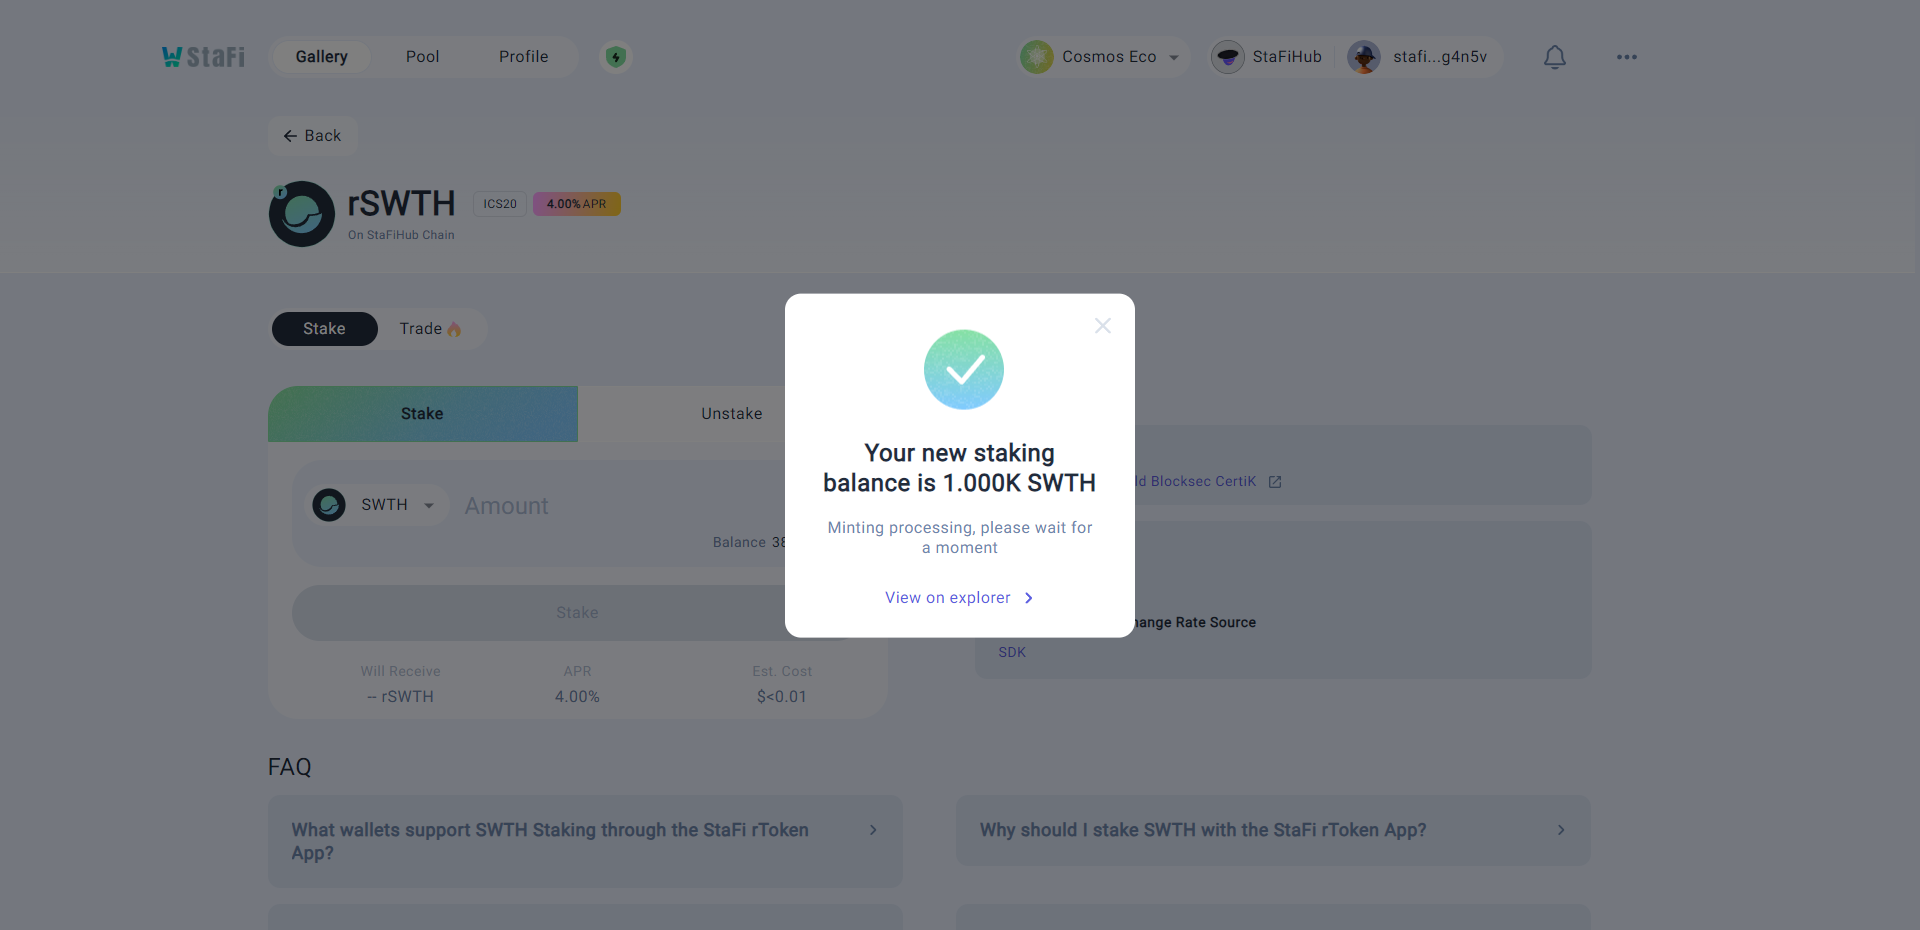 StaFi
Gallery
Pool
Profile
Cosmos Eco
StaFiHub
stafi...g4n5v
Back
r
rSWTH
ICS20
4.00% APR
On StaFiHub Chain
Stake
Trade
Stake
Unstake
SWTH
Amount
Balance 38
Stake
Will Receive
-- rSWTH
APR
4.00%
Est. Cost
$<0.01
Your new staking
balance is 1.000K SWTH
Minting processing, please wait for
a moment
View on explorer
Blocksec CertiK
Rate Source
SDK
FAQ
What wallets support SWTH Staking through the StaFi rToken
App?
Why should I stake SWTH with the StaFi rToken App?